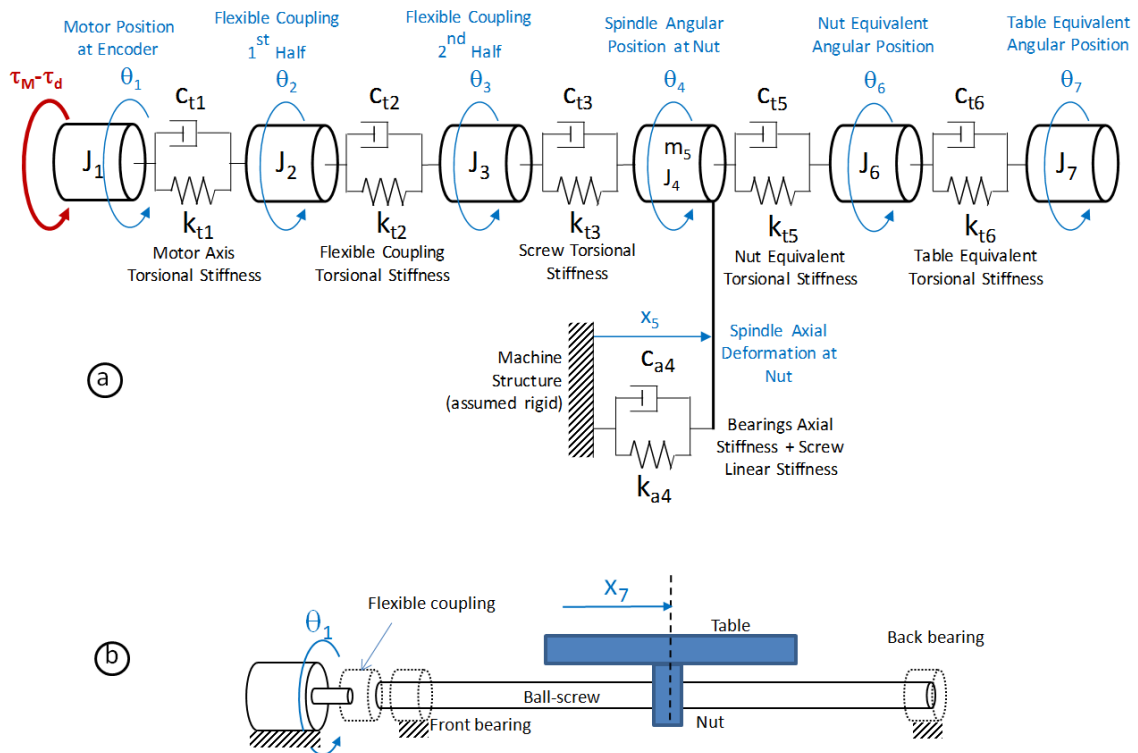 Motor Position
at Encoder
Flexible Coupling
1st Half
Flexible Coupling
2nd Half
Spindle Angular
Position at Nut
Nut Equivalent
Angular Position
Table Equivalent
Angular Position
τM-τd
θ1
θ2
θ3
θ4
θ6
θ7
ct1
ct2
ct3
ct5
ct6
J1
J2
J3
m5
J4
J6
J7
kt1
kt2
kt3
kt5
kt6
Motor Axis
Torsional Stiffness
Flexible Coupling
Torsional Stiffness
Screw Torsional
Stiffness
Nut Equivalent
Torsional Stiffness
Table Equivalent
Torsional Stiffness
a
Machine
Structure
(assumed rigid)
x5
ca4
ka4
Spindle Axial
Deformation at
Nut
Bearings Axial
Stiffness + Screw
Linear Stiffness
b
θ1
Flexible coupling
x7
Table
Back bearing
Ball-screw
Front bearing
Nut